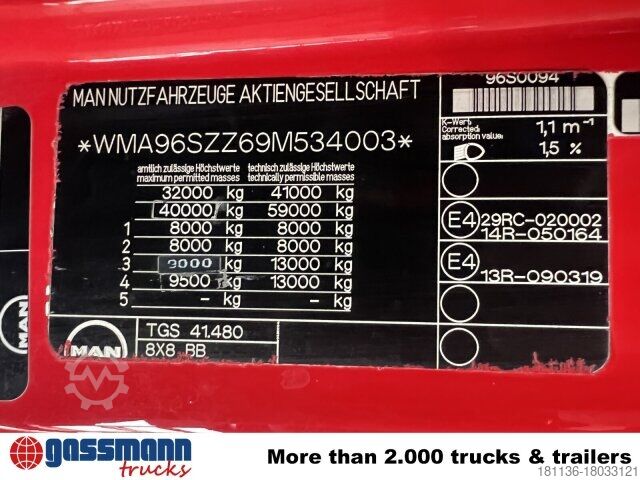 96S0094
MAN NUTZFAHRZEUGE AKTIENGESELLSCHAFT
*WMA96SZZ69M534003*
K-Wert:
Corrected absorption value:
1,1 m⁻¹
1,5 %
amtlich zulässige Höchstwerte technisch zulässige Höchstwerte
maximum permitted masses technically permissible masses
32000 kg 41000 kg
40000 kg 59000 kg
1 8000 kg 8000 kg
2 8000 kg 8000 kg
3 9000 kg 13000 kg
4 9500 kg 13000 kg
5 - kg - kg
E4 29RC-020002
14R-050164
E4 13R-090319
MAN TGS 41.480
8X8 BB
MAN
gassmann
trucks
More than 2.000 trucks & trailers
181136-18033121